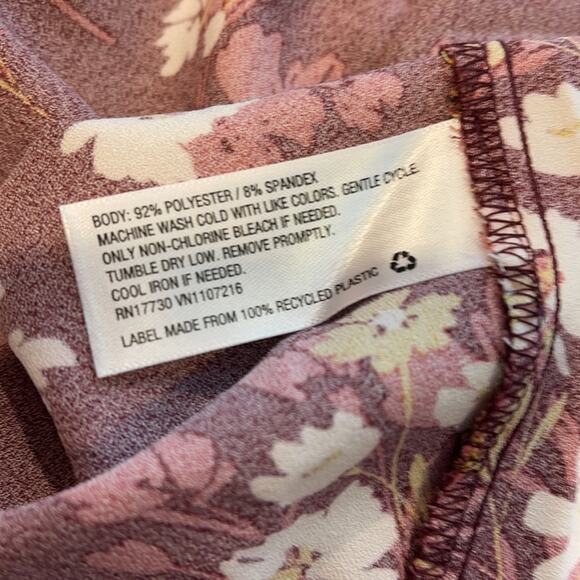 BODY: 92% POLYESTER / 8% SPANDEX
MACHINE WASH COLD WITH LIKE COLORS. GENTLE CYCLE.
ONLY NON-CHLORINE BLEACH IF NEEDED.
TUMBLE DRY LOW. REMOVE PROMPTLY.
COOL IRON IF NEEDED.
RN17730 VN1107216
LABEL MADE FROM 100% RECYCLED PLASTIC